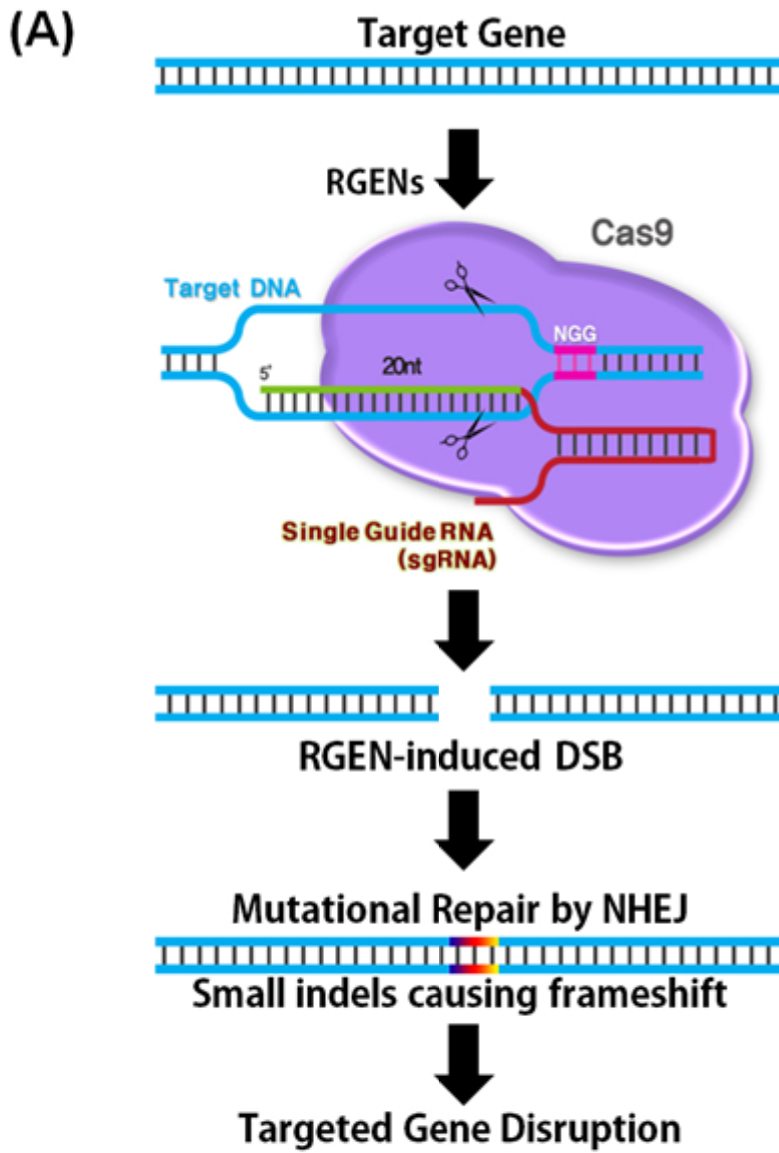 (A)
Target Gene
RGENs
Cas9
Target DNA
NGG
5'
20nt
Single Guide RNA
(sgRNA)
RGEN-induced DSB
Mutational Repair by NHEJ
Small indels causing frameshift
Targeted Gene Disruption